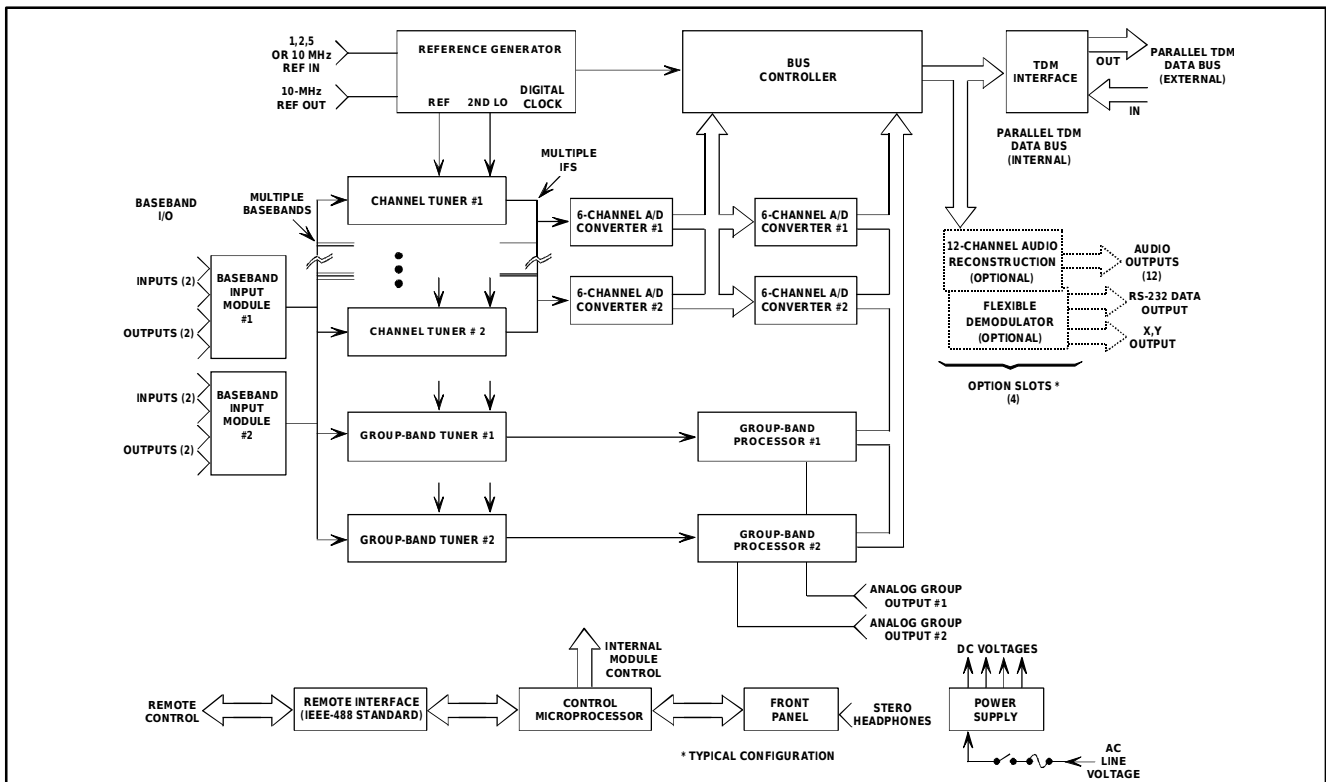 1,2,5
OR 10 MHz
REF IN
10-MHz
REF OUT
REFERENCE GENERATOR
REF
2ND LO
DIGITAL
CLOCK
BUS
CONTROLLER
TDM
INTERFACE
OUT
IN
PARALLEL TDM
DATA BUS
(EXTERNAL)
PARALLEL TDM
DATA BUS
(INTERNAL)
BASEBAND
I/O
MULTIPLE
BASEBANDS
MULTIPLE
IFS
CHANNEL TUNER #1
6-CHANNEL A/D
CONVERTER #1
6-CHANNEL A/D
CONVERTER #1
12-CHANNEL AUDIO
RECONSTRUCTION
(OPTIONAL)
AUDIO
OUTPUTS
(12)
INPUTS (2)
OUTPUTS (2)
BASEBAND
INPUT
MODULE
#1
6-CHANNEL A/D
CONVERTER #2
6-CHANNEL A/D
CONVERTER #2
FLEXIBLE
DEMODULATOR
(OPTIONAL)
RS-232 DATA
OUTPUT
X,Y
OUTPUT
CHANNEL TUNER # 2
OPTION SLOTS *
(4)
INPUTS (2)
OUTPUTS (2)
BASEBAND
INPUT
MODULE
#2
GROUP-BAND TUNER #1
GROUP-BAND
PROCESSOR #1
GROUP-BAND TUNER #2
GROUP-BAND
PROCESSOR #2
ANALOG GROUP
OUTPUT #1
ANALOG GROUP
OUTPUT #2
INTERNAL
MODULE
CONTROL
DC VOLTAGES
REMOTE
CONTROL
REMOTE INTERFACE
(IEEE-488 STANDARD)
CONTROL
MICROPROCESSOR
FRONT
PANEL
STERO
HEADPHONES
POWER
SUPPLY
* TYPICAL CONFIGURATION
AC
LINE
VOLTAGE